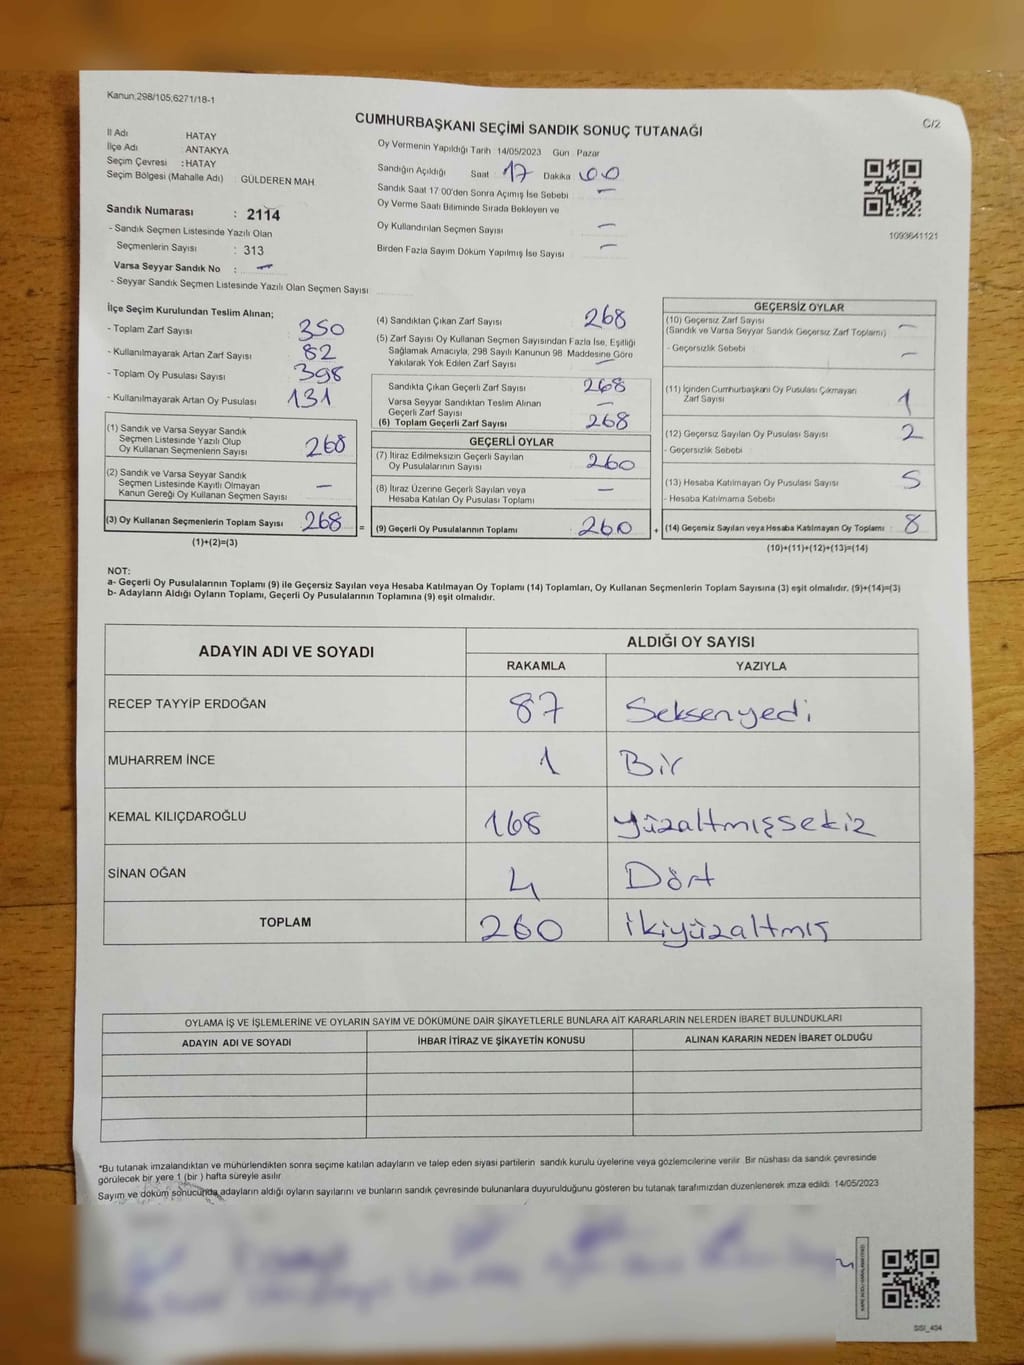 Kanun;298/105;6271/18-1
CUMHURBAŞKANI SEÇİMİ SANDIK SONUÇ TUTANAĞI
C/2
İl Adı HATAY
İlçe Adı ANTAKYA
Seçim Çevresi : HATAY
Seçim Bölgesi (Mahalle Adı) GÜLDEREN MAH
Sandık Numarası : 2114
- Sandık Seçmen Listesinde Yazılı Olan
Seçmenlerin Sayısı : 313
Varsa Seyyar Sandık No : –
- Seyyar Sandık Seçmen Listesinde Yazılı Olan Seçmen Sayısı
Oy Vermenin Yapıldığı Tarih 14/05/2023 Gün Pazar
Sandığın Açıldığı Saat : 17 Dakika 00
Sandık Saat 17:00'den Sonra Açımış İse Sebebi –
Oy Verme Saati Bitiminde Sırada Bekleyen ve
Oy Kullandırılan Seçmen Sayısı –
Birden Fazla Sayım Döküm Yapılmış İse Sayısı –
1093641121
İlçe Seçim Kurulundan Teslim Alınan;
- Toplam Zarf Sayısı 350
- Kullanılmayarak Artan Zarf Sayısı 82
- Toplam Oy Pusulası Sayısı 398
- Kullanılmayarak Artan Oy Pusulası 131
(1) Sandık ve Varsa Seyyar Sandık
Seçmen Listesinde Yazılı Olup
Oy Kullanan Seçmenlerin Sayısı 268
(2) Sandık ve Varsa Seyyar Sandık
Seçmen Listesinde Kayıtlı Olmayan
Kanun Gereği Oy Kullanan Seçmen Sayısı –
(3) Oy Kullanan Seçmenlerin Toplam Sayısı 268
(1)+(2)=(3)
(4) Sandıktan Çıkan Zarf Sayısı 268
(5) Zarf Sayısı Oy Kullanan Seçmen Sayısından Fazla İse, Eşitliği
Sağlamak Amacıyla, 298 Sayılı Kanunun 98 Maddesine Göre
Yakılarak Yok Edilen Zarf Sayısı –
Sandıkta Çıkan Geçerli Zarf Sayısı 268
Varsa Seyyar Sandıktan Teslim Alınan
Geçerli Zarf Sayısı –
(6) Toplam Geçerli Zarf Sayısı 268
GEÇERLİ OYLAR
(7) İtiraz Edilmeksizin Geçerli Sayılan
Oy Pusulalarının Sayısı 260
(8) İtiraz Üzerine Geçerli Sayılan veya
Hesaba Katılan Oy Pusulası Toplamı –
= (9) Geçerli Oy Pusulalarının Toplamı 260 +
GEÇERSİZ OYLAR
(10) Geçersiz Zarf Sayısı
(Sandık ve Varsa Seyyar Sandık Geçersiz Zarf Toplamı) –
- Geçersizlik Sebebi –
(11) İçinden Cumhurbaşkanı Oy Pusulası Çıkmayan
Zarf Sayısı 1
(12) Geçersiz Sayılan Oy Pusulası Sayısı 2
- Geçersizlik Sebebi
(13) Hesaba Katılmayan Oy Pusulası Sayısı 5
- Hesaba Katılmama Sebebi
(14) Geçersiz Sayılan veya Hesaba Katılmayan Oy Toplamı : 8
(10)+(11)+(12)+(13)=(14)
NOT:
a- Geçerli Oy Pusulalarının Toplamı (9) ile Geçersiz Sayılan veya Hesaba Katılmayan Oy Toplamı (14) Toplamları, Oy Kullanan Seçmenlerin Toplam Sayısına (3) eşit olmalıdır. (9)+(14)=(3)
b- Adayların Aldığı Oyların Toplamı, Geçerli Oy Pusulalarının Toplamına (9) eşit olmalıdır.
ADAYIN ADI VE SOYADI ALDIĞI OY SAYISI
RAKAMLA YAZIYLA
RECEP TAYYİP ERDOĞAN 87 Seksenyedi
MUHARREM İNCE 1 Bir
KEMAL KILIÇDAROĞLU 168 yüzaltmışsekiz
SİNAN OĞAN 4 Dört
TOPLAM 260 ikiyüzaltmış
OYLAMA İŞ VE İŞLEMLERİNE VE OYLARIN SAYIM VE DÖKÜMÜNE DAİR ŞİKAYETLERLE BUNLARA AİT KARARLARIN NELERDEN İBARET BULUNDUKLARI
ADAYIN ADI VE SOYADI İHBAR İTİRAZ VE ŞİKAYETİN KONUSU ALINAN KARARIN NEDEN İBARET OLDUĞU
*Bu tutanak imzalandıktan ve mühürlendikten sonra seçime katılan adayların ve talep eden siyasi partilerin sandık kurulu üyelerine veya gözlemcilerine verilir. Bir nüshası da sandık çevresinde
görülecek bir yere 1 (bir ) hafta süreyle asılır
Sayım ve döküm sonucunda adayların aldığı oyların sayılarını ve bunların sandık çevresinde bulunanlara duyurulduğunu gösteren bu tutanak tarafımızdan düzenlenerek imza edildi. 14/05/2023